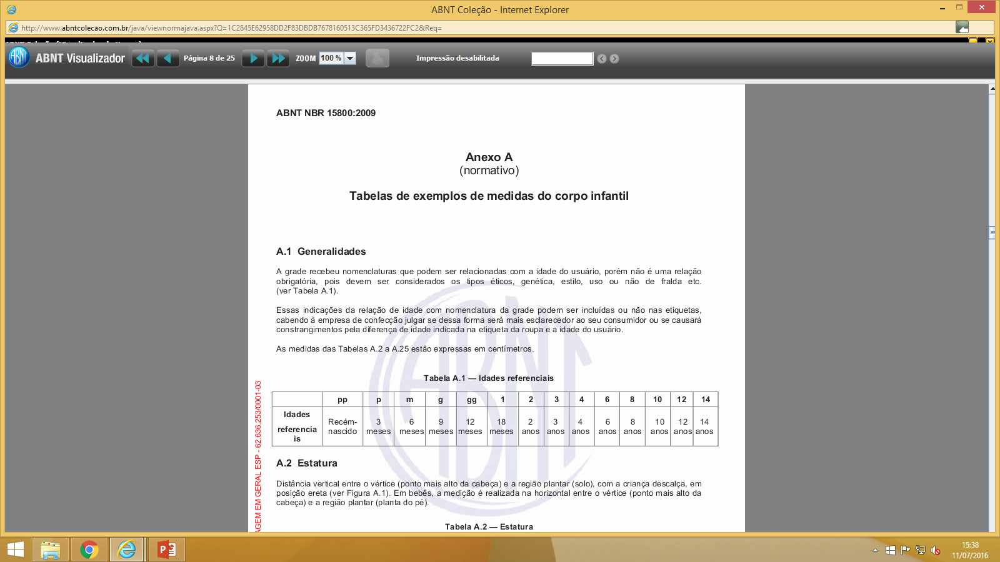 ABNT Coleção - Internet Explorer
http://www.abntcolecao.com.br/java/viewnormajava.aspx?Q=1C2845E62958DD2F83DBDB7678160513C365FD3436722FC2&Req=
ABNT Visualizador
Página 8 de 25
ZOOM
100 %
Impressão desabilitada
ABNT NBR 15800:2009
Anexo A
(normativo)
Tabelas de exemplos de medidas do corpo infantil
A.1 Generalidades
A grade recebeu nomenclaturas que podem ser relacionadas com a idade do usuário, porém não é uma relação
obrigatória, pois devem ser considerados os tipos éticos, genética, estilo, uso ou não de fralda etc.
(ver Tabela A.1).
Essas indicações da relação de idade com nomenclatura da grade podem ser incluídas ou não nas etiquetas,
cabendo à empresa de confecção julgar se dessa forma será mais esclarecedor ao seu consumidor ou se causará
constrangimentos pela diferença de idade indicada na etiqueta da roupa e a idade do usuário.
As medidas das Tabelas A.2 a A.25 estão expressas em centímetros.
Tabela A.1 — Idades referenciais
pp p m g gg 1 2 3 4 6 8 10 12 14
Idades
referencia
is
Recém-
nascido
3 6 9 12 18 2 3 4 6 8 10 12 14
meses meses meses meses meses anos anos anos anos anos anos anos anos
A.2 Estatura
Distância vertical entre o vértice (ponto mais alto da cabeça) e a região plantar (solo), com a criança descalça, em
posição ereta (ver Figura A.1). Em bebês, a medição é realizada na horizontal entre o vértice (ponto mais alto da
cabeça) e a região plantar (planta do pé).
Tabela A.2 — Estatura
AGEM EM GERAL ESP - 62.636.253/0001-03
ABNT
15:38
11/07/2016